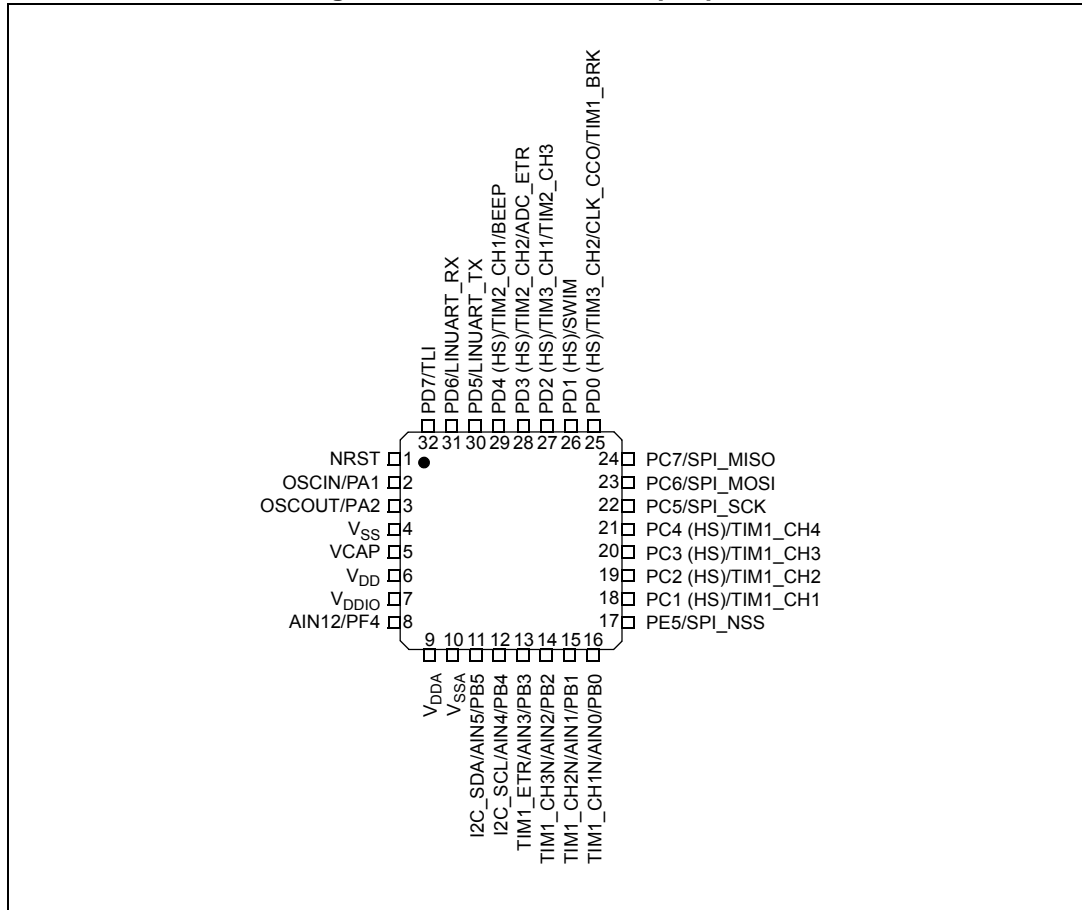 PD7/TLI
PD6/LINUART_RX
PD5/LINUART_TX
PD4 (HS)/TIM2_CH1/BEEP
PD3 (HS)/TIM2_CH2/ADC_ETR
PD2 (HS)/TIM3_CH1/TIM2_CH3
PD1 (HS)/SWIM
PD0 (HS)/TIM3_CH2/CLK_CCO/TIM1_BRK
32 31 30 29 28 27 26 25
NRST 1
OSCIN/PA1 2
OSCOUT/PA2 3
VSS 4
VCAP 5
VDD 6
VDDIO 7
AIN12/PF4 8
24 PC7/SPI_MISO
23 PC6/SPI_MOSI
22 PC5/SPI_SCK
21 PC4 (HS)/TIM1_CH4
20 PC3 (HS)/TIM1_CH3
19 PC2 (HS)/TIM1_CH2
18 PC1 (HS)/TIM1_CH1
17 PE5/SPI_NSS
9 10 11 12 13 14 15 16
VDDA
VSSA
I2C_SDA/AIN5/PB5
I2C_SCL/AIN4/PB4
TIM1_ETR/AIN3/PB3
TIM1_CH3N/AIN2/PB2
TIM1_CH2N/AIN1/PB1
TIM1_CH1N/AIN0/PB0